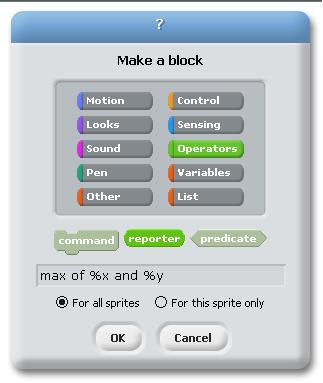 ?
Make a block
Motion Control
Looks Sensing
Sound Operators
Pen Variables
Other List
command reporter predicate
max of %x and %y
For all sprites For this sprite only
OK Cancel